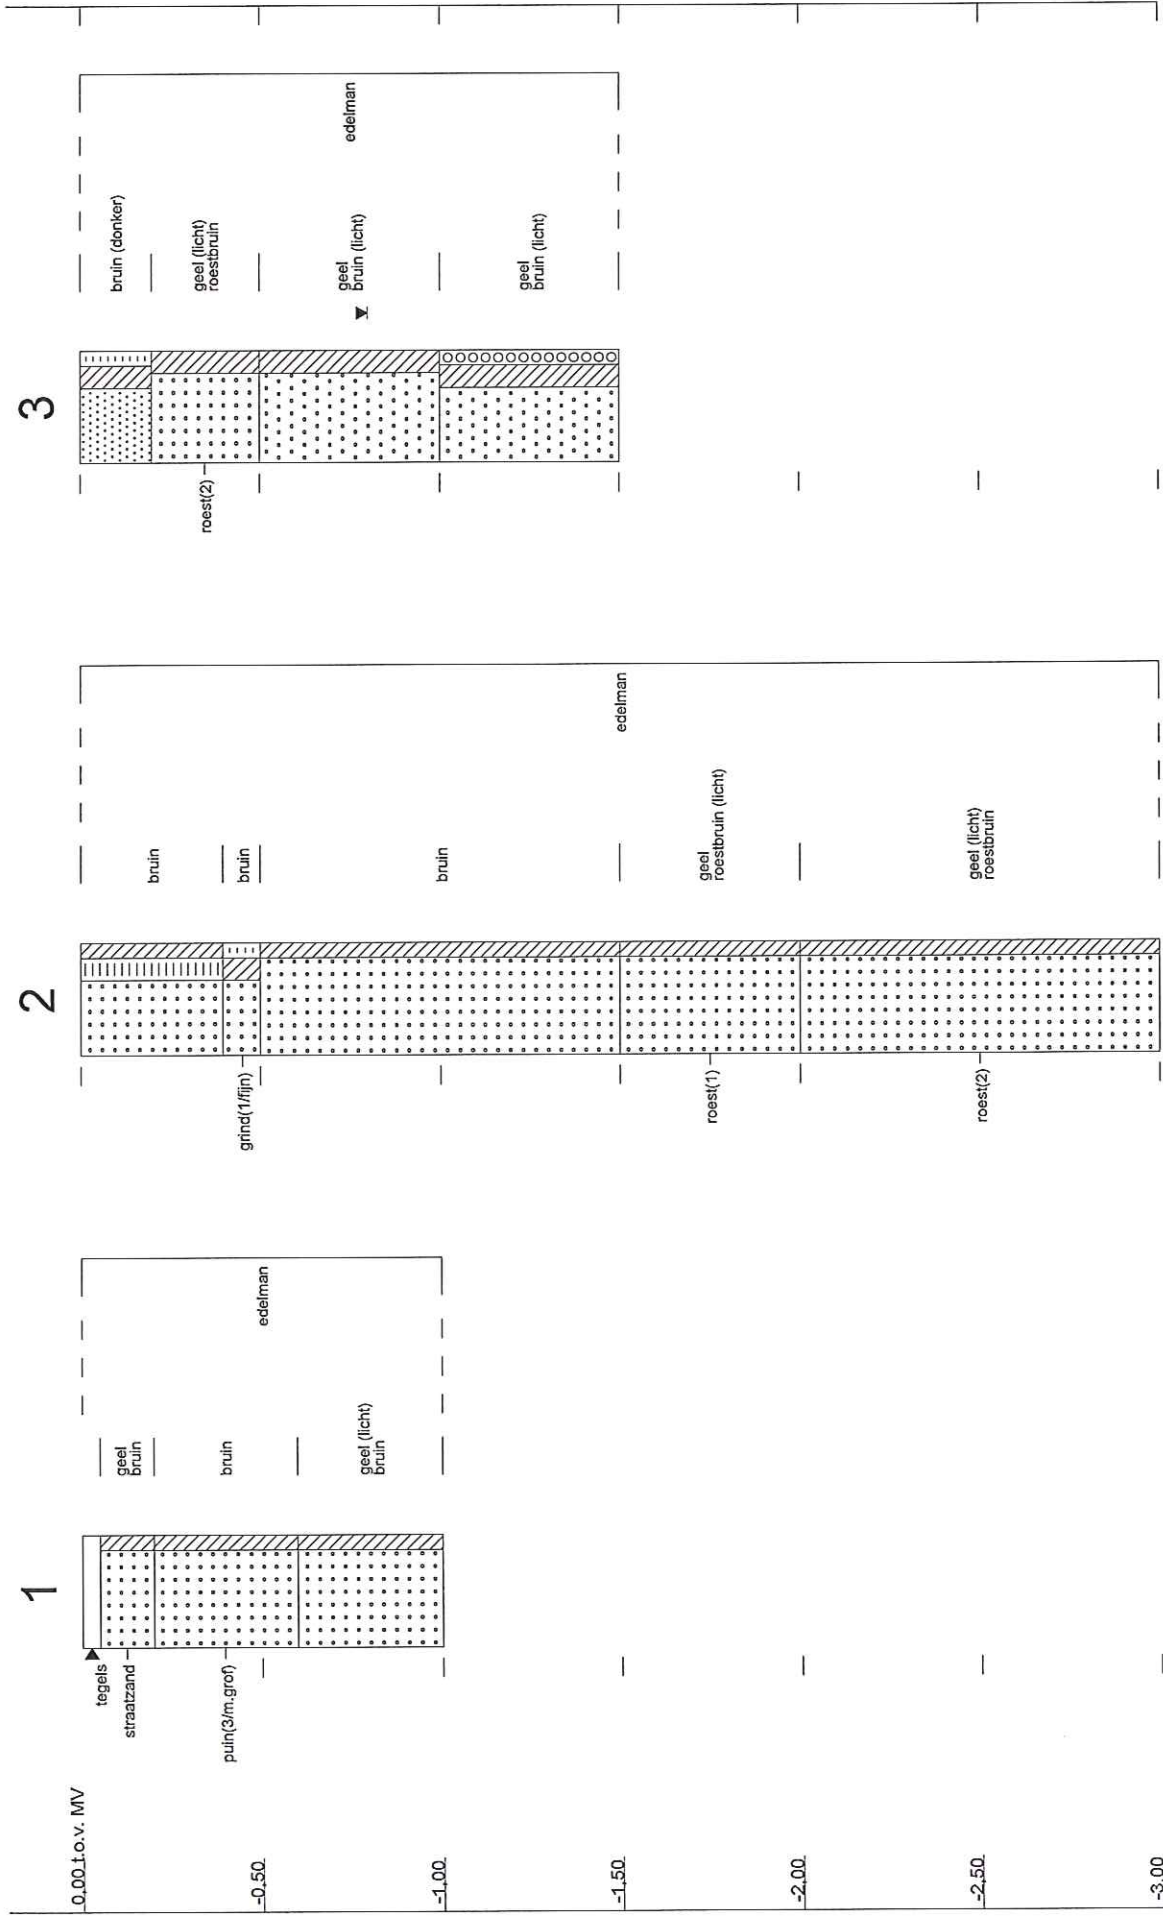 1
2
3
0,00 t.o.v. MV
-0,50
-1,00
-1,50
-2,00
-2,50
-3,00
tegels
straatzand
puin(3/m.grof)
geel
bruin
bruin
geel (licht)
bruin
edelman
grind(1/fijn)
roest(1)
roest(2)
bruin
bruin
bruin
geel
roestbruin (licht)
geel (licht)
roestbruin
edelman
roest(2)
bruin (donker)
geel (licht)
roestbruin
geel
bruin (licht)
geel
bruin (licht)
edelman